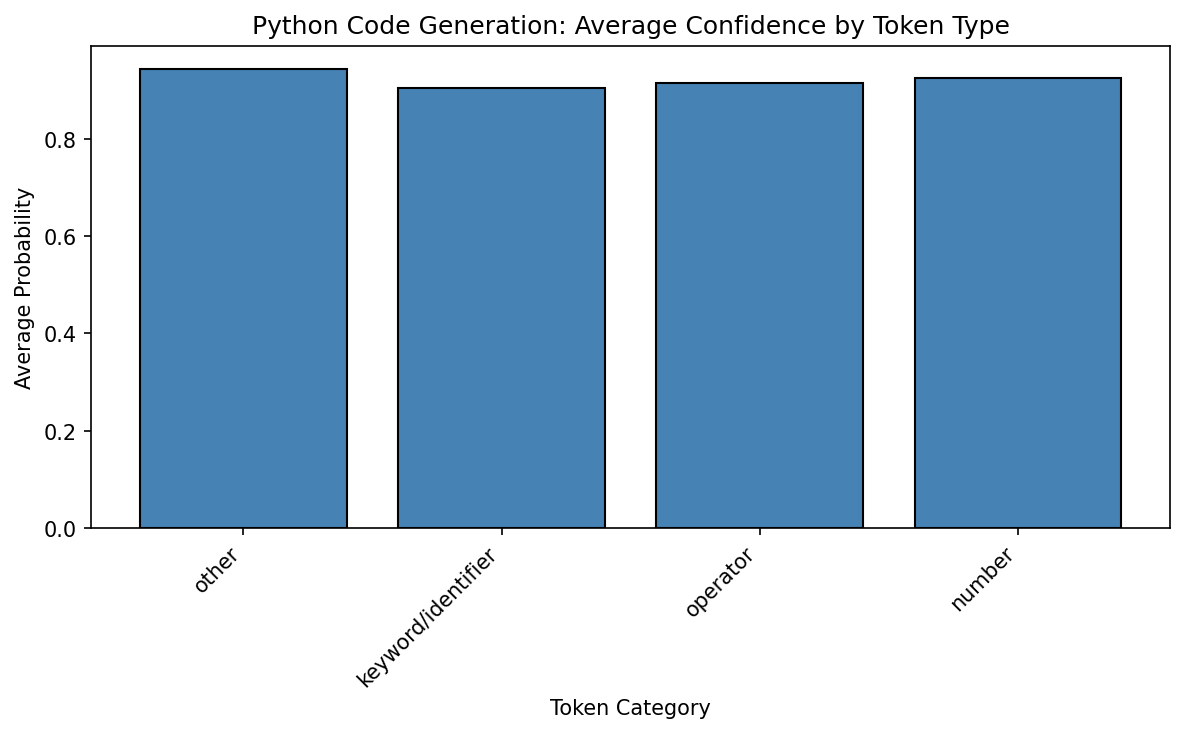 Python Code Generation: Average Confidence by Token Type
Average Probability
0.8
0.6
0.4
0.2
0.0
other
keyword/identifier
operator
number
Token Category